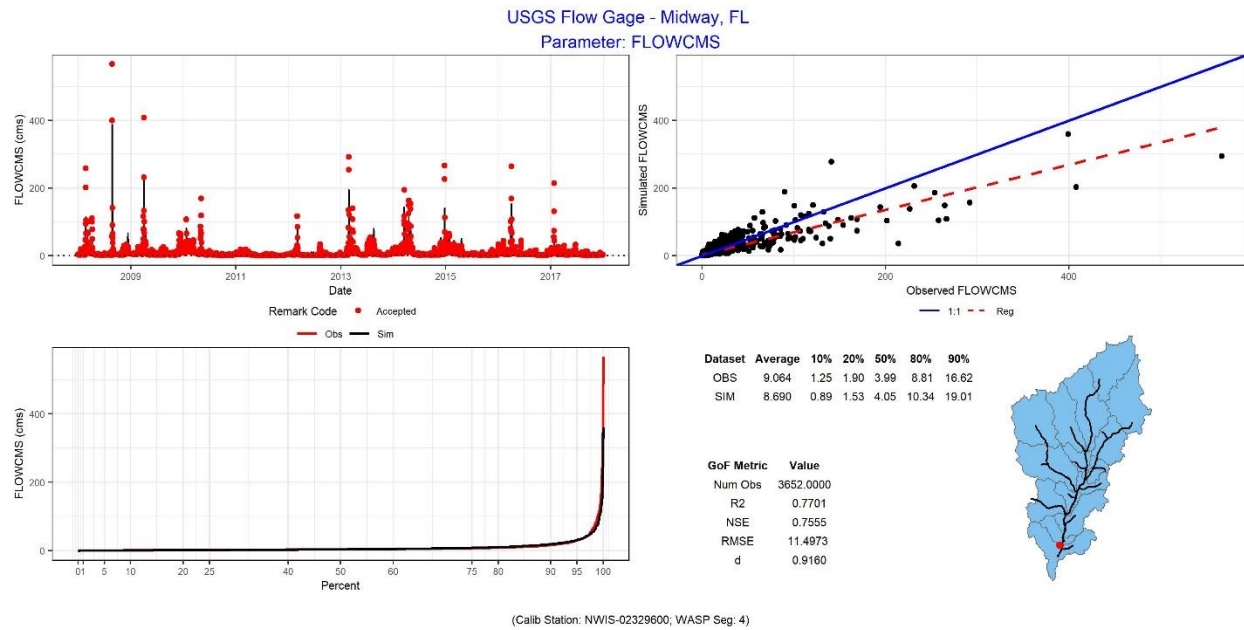 USGS Flow Gage - Midway, FL
Parameter: FLOWCMS
FLOWCMS (cms)
400
200
0
2009 2011 2013 2015 2017
Date
Remark Code Accepted
Simulated FLOWCMS
400
200
0
0 200 400
Observed FLOWCMS
1:1 Reg
Obs Sim
FLOWCMS (cms)
400
200
0
01 5 10 20 25 40 50 60 75 80 90 95 100
Percent
Dataset Average 10% 20% 50% 80% 90%
OBS 9.064 1.25 1.90 3.99 8.81 16.62
SIM 8.690 0.89 1.53 4.05 10.34 19.01
GoF Metric Value
Num Obs 3652.0000
R2 0.7701
NSE 0.7555
RMSE 11.4973
d 0.9160
(Calib Station: NWIS-02329600; WASP Seg: 4)